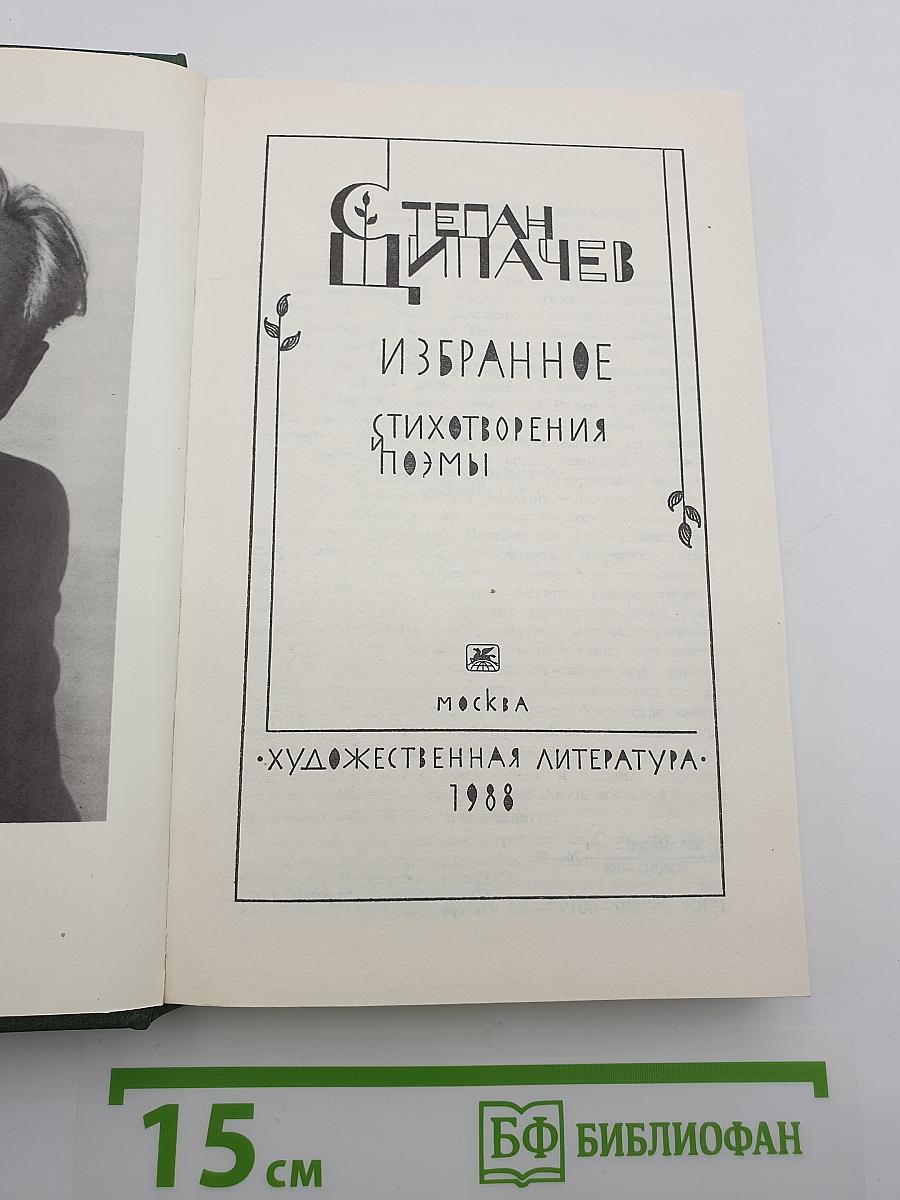 СТЕПАН
ЩИПАЧЕВ
ИЗБРАННОЕ
СТИХОТВОРЕНИЯ
И ПОЭМЫ
МОСКВА
·ХУДОЖЕСТВЕННАЯ ЛИТЕРАТУРА·
1988
15 см
БФ БИБЛИОФАН